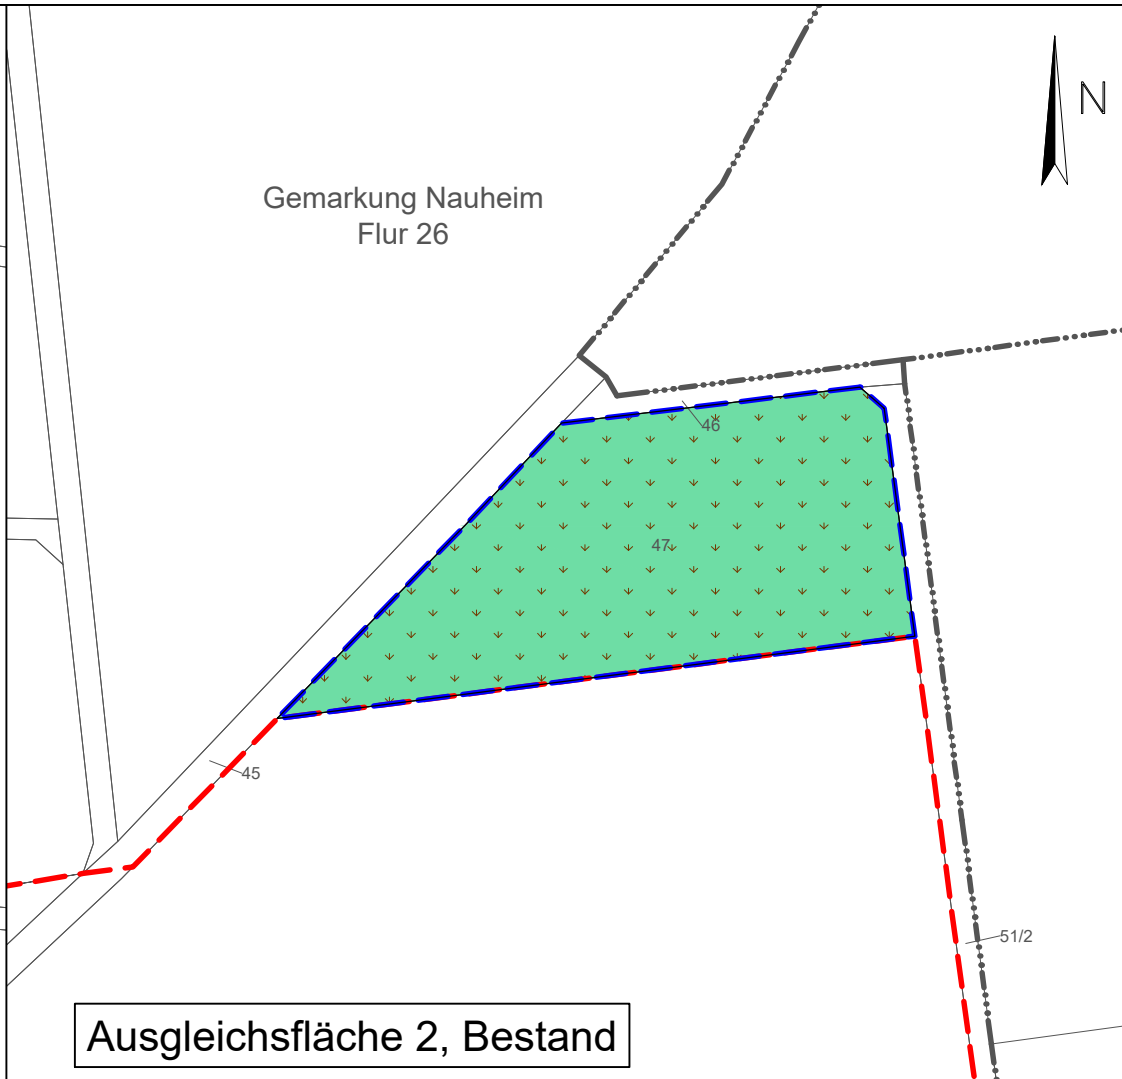 N
Gemarkung Nauheim
Flur 26
46
47
45
51/2
Ausgleichsfläche 2, Bestand